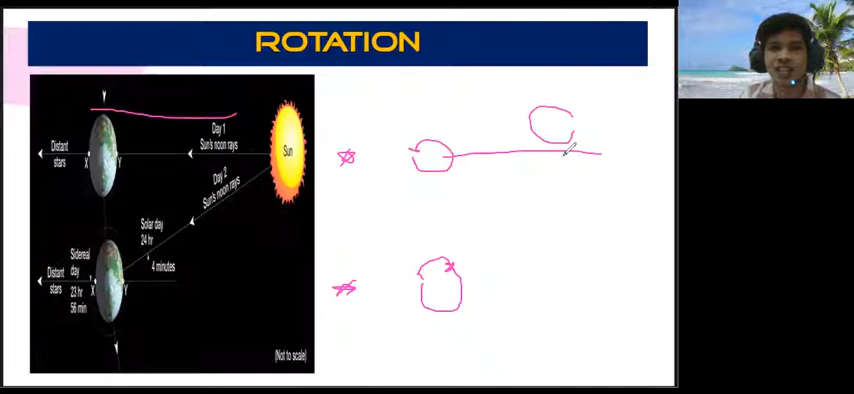 ROTATION
Day 1
Sun's noon rays
Distant
stars
X
Y
Sun
Day 2
Sun's noon rays
Solar day
24 hr
4 minutes
Sidereal
day
Distant
stars
X
Y
23 hr
56 min
(Not to scale)